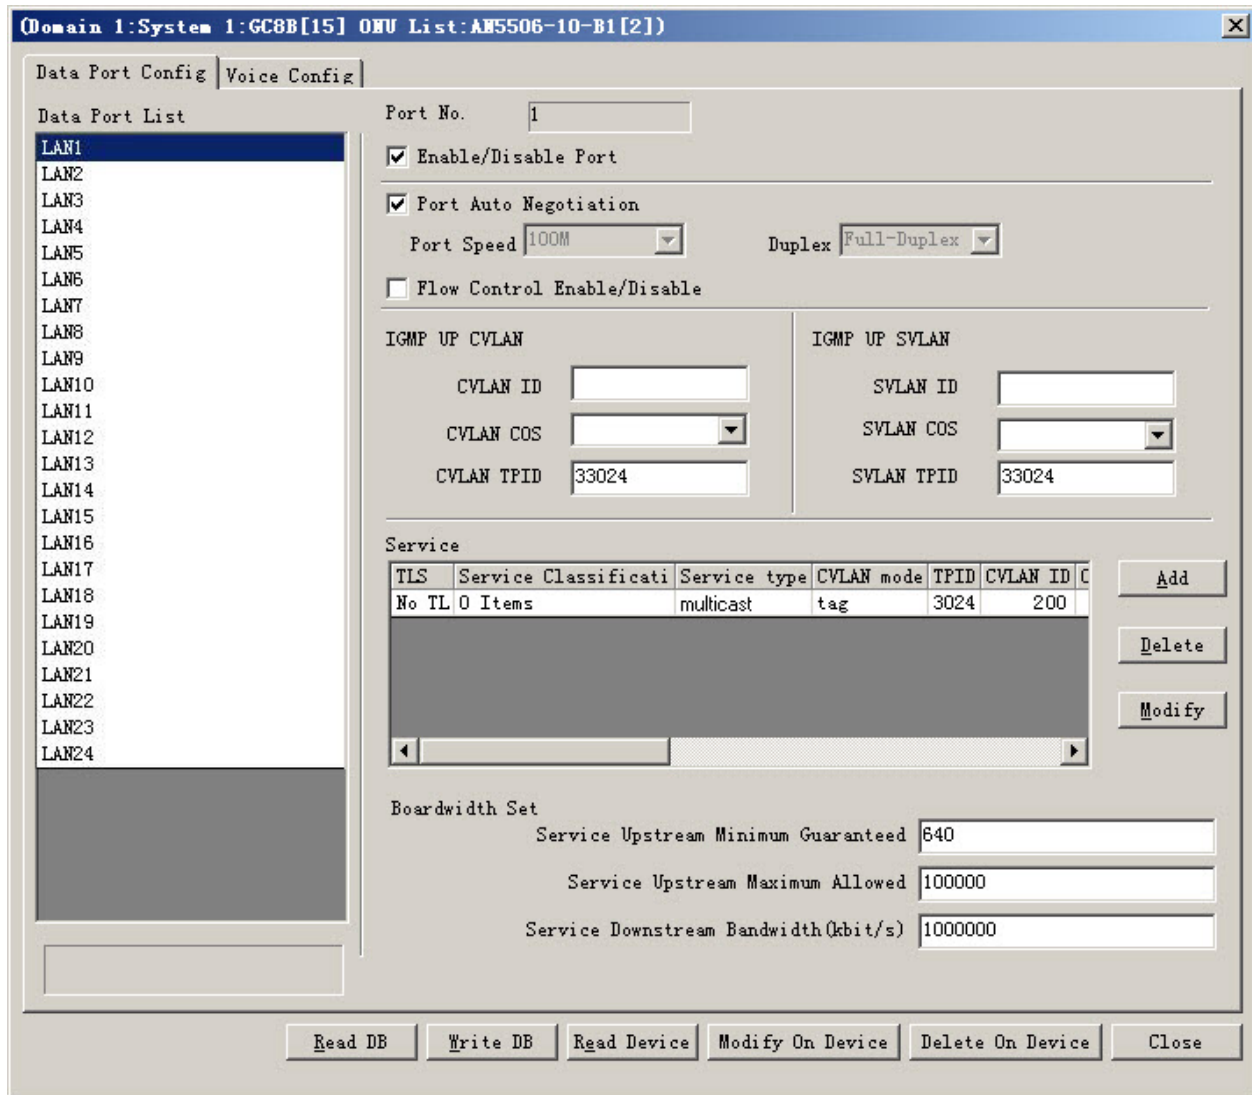 (Domain 1:System 1:GC8B[15] ONU List:AN5506-10-B1[2])
Data Port Config
Voice Config
Data Port List
LAN1
LAN2
LAN3
LAN4
LAN5
LAN6
LAN7
LAN8
LAN9
LAN10
LAN11
LAN12
LAN13
LAN14
LAN15
LAN16
LAN17
LAN18
LAN19
LAN20
LAN21
LAN22
LAN23
LAN24
Port No. 1
Enable/Disable Port
Port Auto Negotiation
Port Speed 100M Duplex Full-Duplex
Flow Control Enable/Disable
IGMP UP CVLAN
CVLAN ID
CVLAN COS
CVLAN TPID 33024
IGMP UP SVLAN
SVLAN ID
SVLAN COS
SVLAN TPID 33024
Service
TLS Service Classificati Service type CVLAN mode TPID CVLAN ID C
No TL 0 Items multicast tag 3024 200
Add
Delete
Modify
Boardwidth Set
Service Upstream Minimum Guaranteed 640
Service Upstream Maximum Allowed 100000
Service Downstream Bandwidth(kbit/s) 1000000
Read DB Write DB Read Device Modify On Device Delete On Device Close